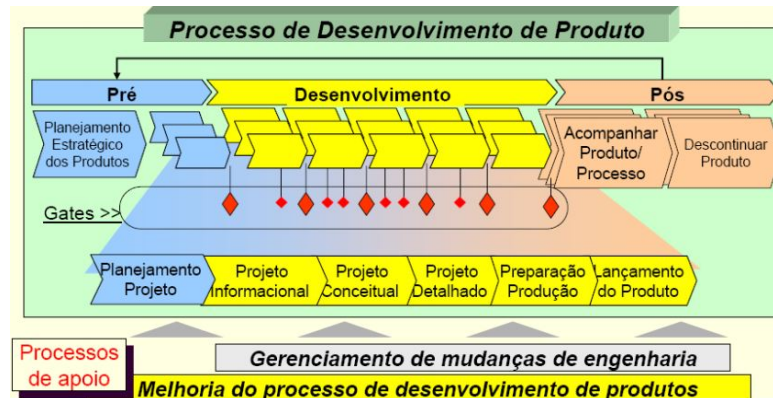 Processo de Desenvolvimento de Produto
Pré
Desenvolvimento
Pós
Planejamento
Estratégico
dos Produtos
Acompanhar
Produto/
Processo
Descontinuar
Produto
Gates >>
Planejamento
Projeto
Projeto
Informacional
Projeto
Conceitual
Projeto
Detalhado
Preparação
Produção
Lançamento
do Produto
Processos
de apoio
Gerenciamento de mudanças de engenharia
Melhoria do processo de desenvolvimento de produtos